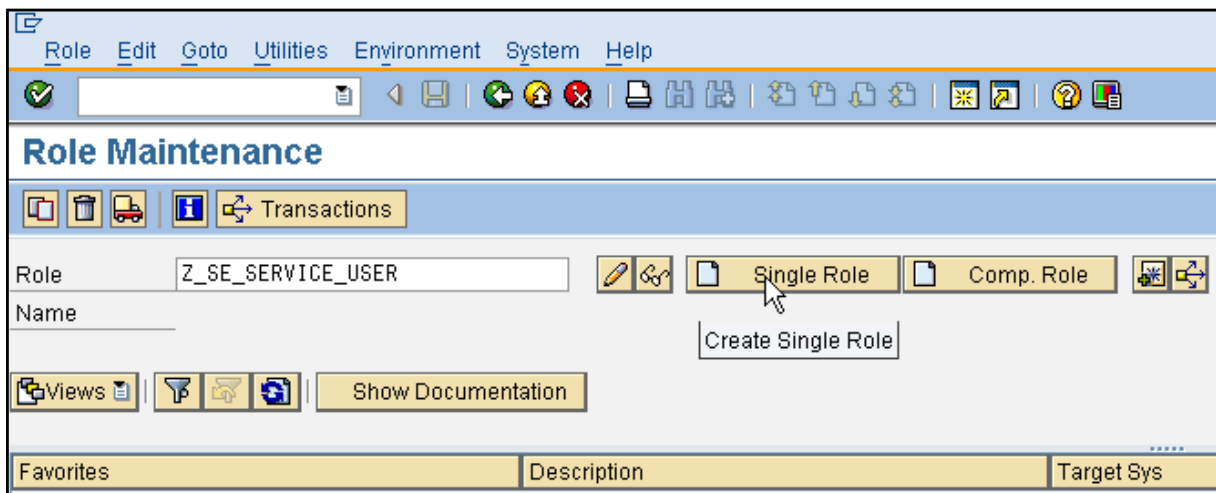 Role Edit Goto Utilities Environment System Help
Role Maintenance
Transactions
Role Z_SE_SERVICE_USER Single Role Comp. Role
Name
Create Single Role
Views Show Documentation
Favorites Description Target Sys